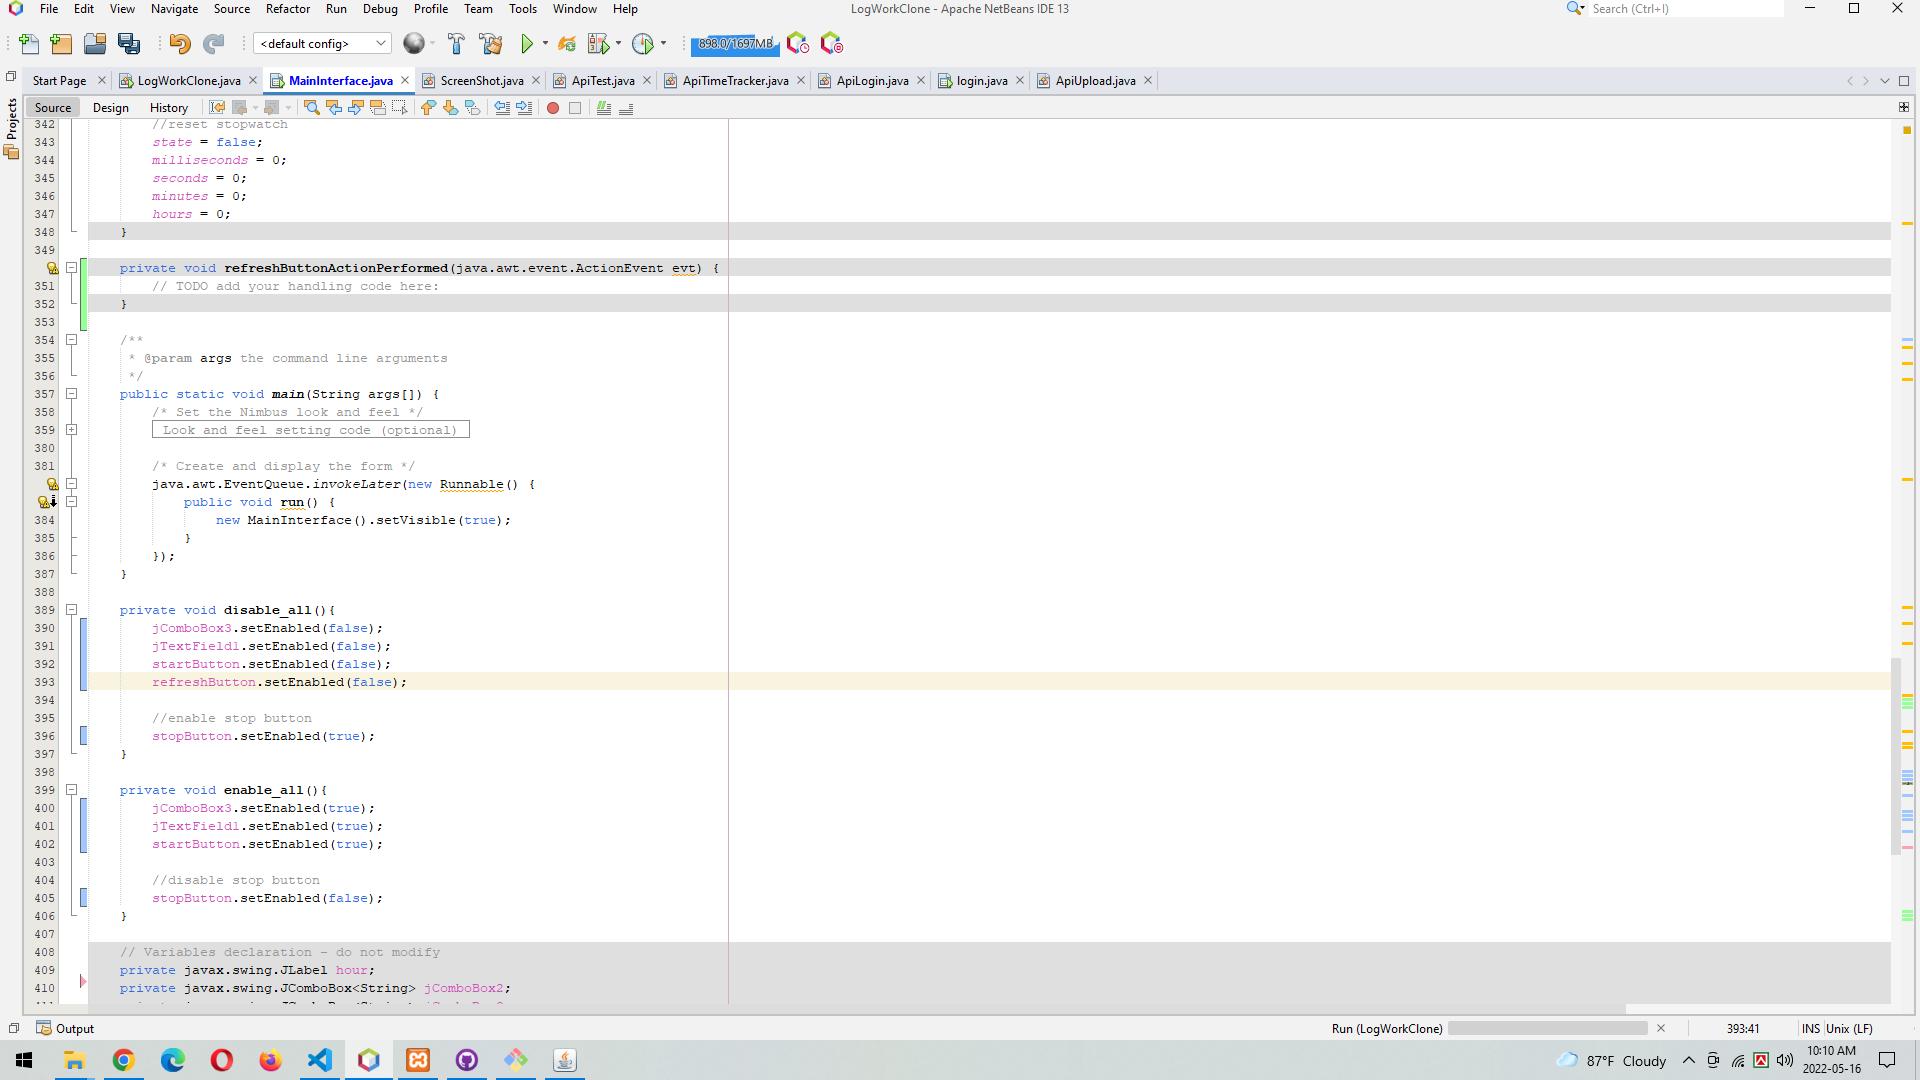 File Edit View Navigate Source Refactor Run Debug Profile Team Tools Window Help
LogWorkClone - Apache NetBeans IDE 13
Search (Ctrl+I)
<default config>
898.0/1697MB
Start Page
LogWorkClone.java
MainInterface.java
ScreenShot.java
ApiTest.java
ApiTimeTracker.java
ApiLogin.java
login.java
ApiUpload.java
Projects
Source Design History
342 //reset stopwatch
343 state = false;
344 milliseconds = 0;
345 seconds = 0;
346 minutes = 0;
347 hours = 0;
348 }
349
private void refreshButtonActionPerformed(java.awt.event.ActionEvent evt) {
351 // TODO add your handling code here:
352 }
353
354 /**
355 * @param args the command line arguments
356 */
357 public static void main(String args[]) {
358 /* Set the Nimbus look and feel */
359 Look and feel setting code (optional)
380
381 /* Create and display the form */
java.awt.EventQueue.invokeLater(new Runnable() {
public void run() {
384 new MainInterface().setVisible(true);
385 }
386 });
387 }
388
389 private void disable_all(){
390 jComboBox3.setEnabled(false);
391 jTextField1.setEnabled(false);
392 startButton.setEnabled(false);
393 refreshButton.setEnabled(false);
394
395 //enable stop button
396 stopButton.setEnabled(true);
397 }
398
399 private void enable_all(){
400 jComboBox3.setEnabled(true);
401 jTextField1.setEnabled(true);
402 startButton.setEnabled(true);
403
404 //disable stop button
405 stopButton.setEnabled(false);
406 }
407
408 // Variables declaration - do not modify
409 private javax.swing.JLabel hour;
410 private javax.swing.JComboBox<String> jComboBox2;
Output
Run (LogWorkClone)
393:41
INS Unix (LF)
87°F Cloudy
10:10 AM
2022-05-16